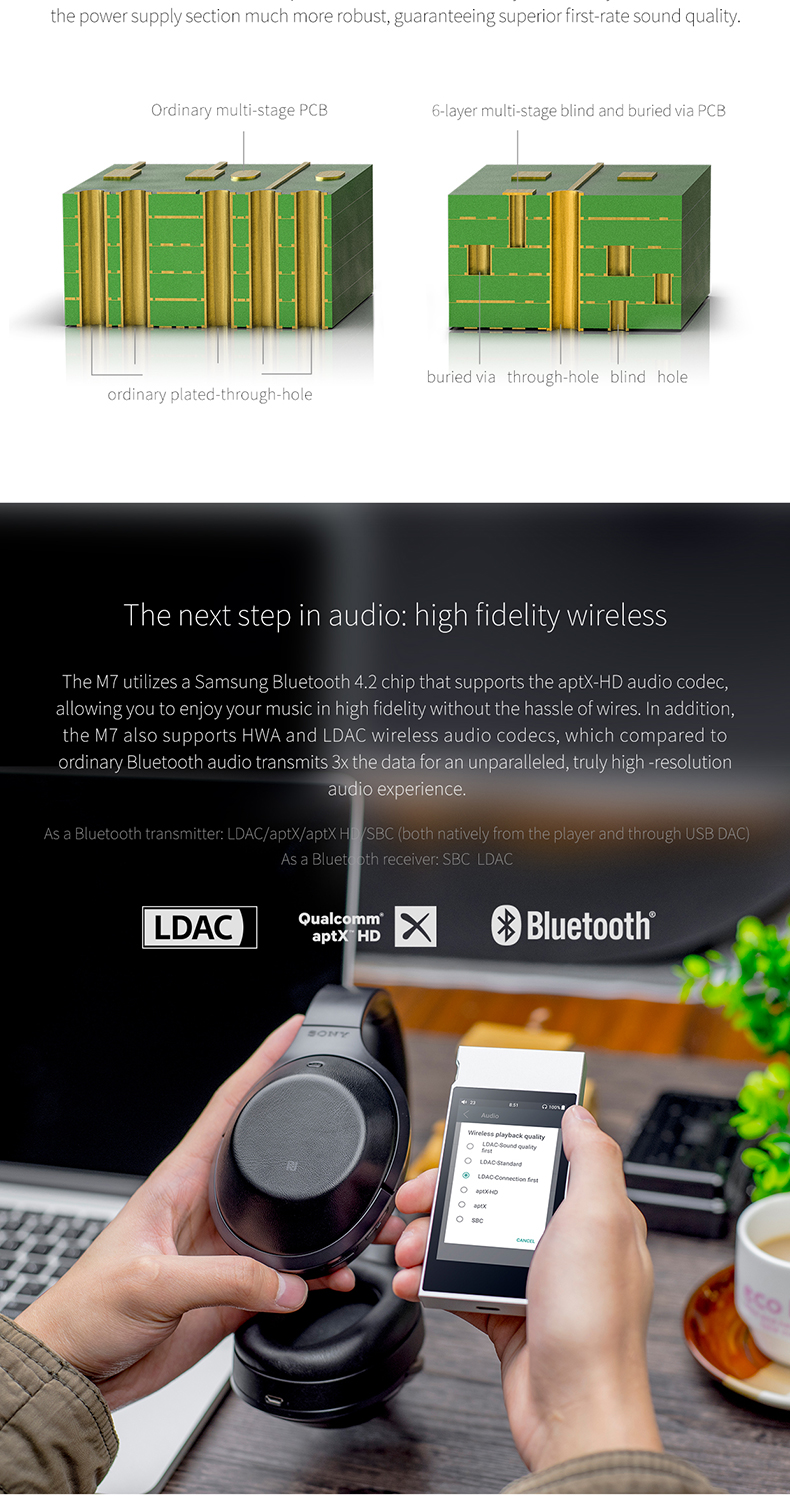 the power supply section much more robust, guaranteeing superior first-rate sound quality.
Ordinary multi-stage PCB
6-layer multi-stage blind and buried via PCB
ordinary plated-through-hole
buried via through-hole blind hole
The next step in audio: high fidelity wireless
The M7 utilizes a Samsung Bluetooth 4.2 chip that supports the aptX-HD audio codec,
allowing you to enjoy your music in high fidelity without the hassle of wires. In addition,
the M7 also supports HWA and LDAC wireless audio codecs, which compared to
ordinary Bluetooth audio transmits 3x the data for an unparalleled, truly high -resolution
audio experience.
As a Bluetooth transmitter: LDAC/aptX/aptX HD/SBC (both natively from the player and through USB DAC)
As a Bluetooth receiver: SBC LDAC
LDAC
Qualcomm®
aptX™ HD
Bluetooth®
SONY
23 8:51 100%
Audio
Wireless playback quality
LDAC-Sound quality
first
LDAC-Standard
LDAC-Connection first
aptX-HD
aptX
SBC
CANCEL
ECO